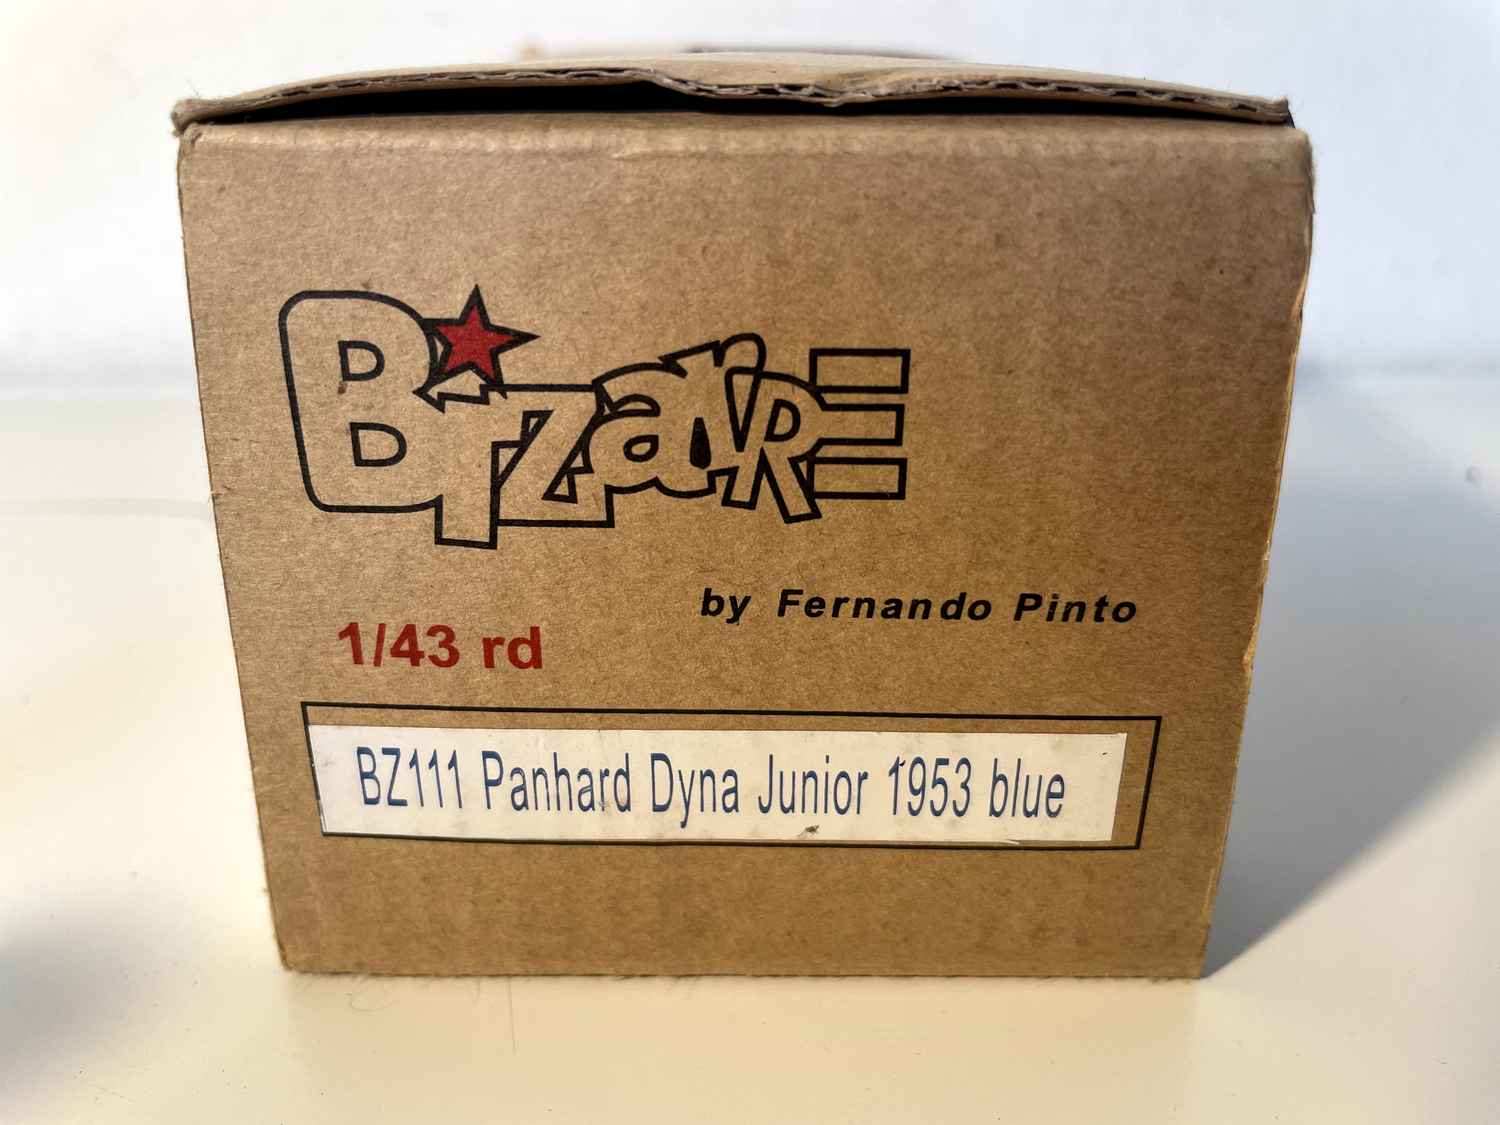 BizaRRE
by Fernando Pinto
1/43 rd
BZ111 Panhard Dyna Junior 1953 blue